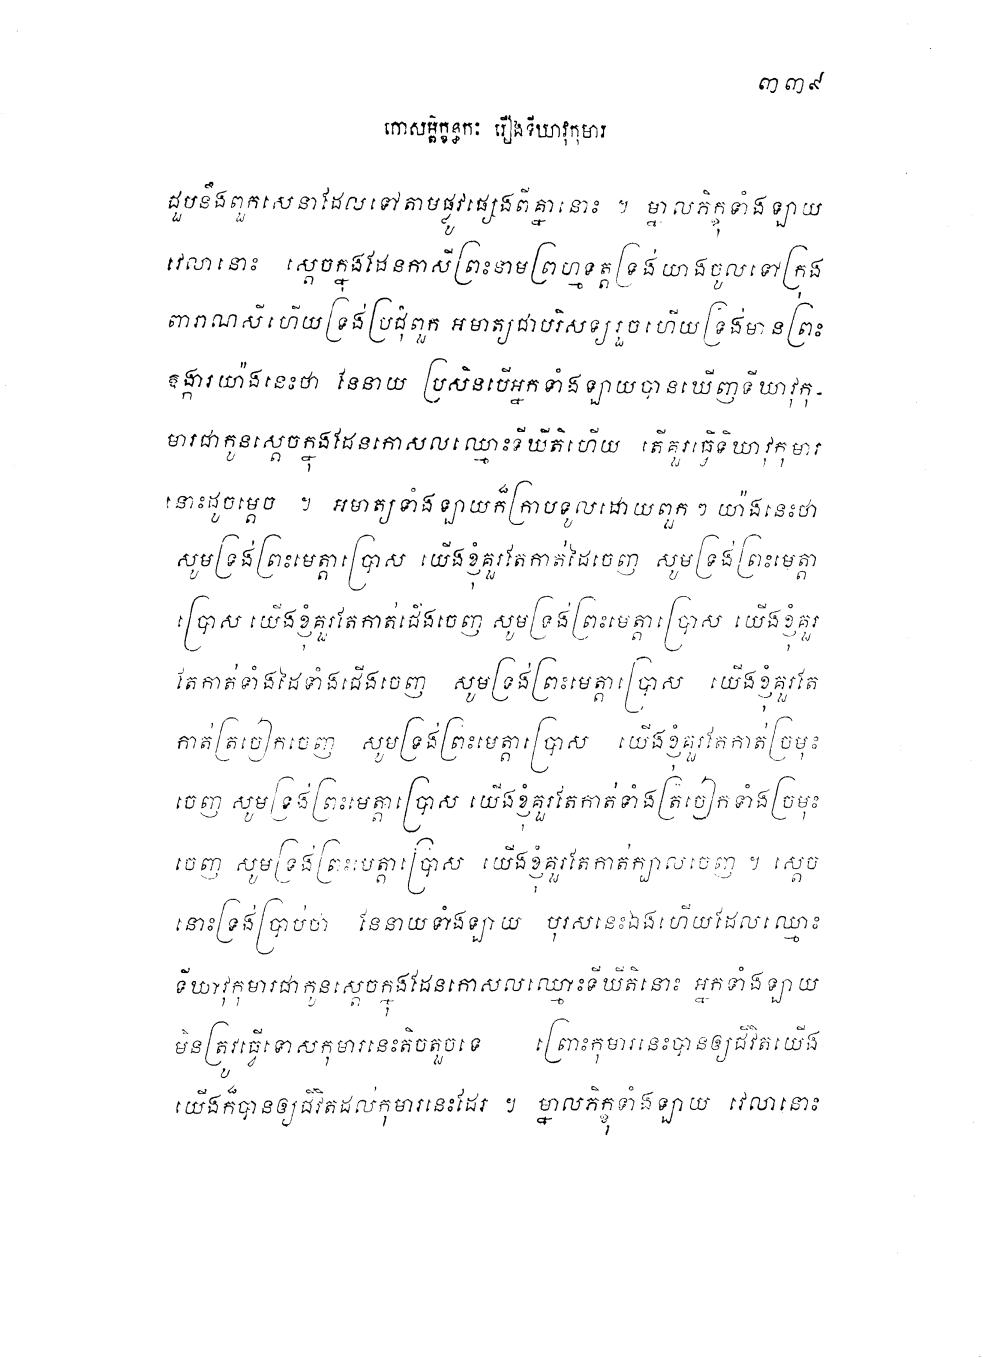 ៣៣៩
កោសម្ពិក្ខន្ធកៈ រឿងទីឃាវុកុមារ
ដួបនឹងពួកសេនាដែលទៅតាមផ្លូវផ្សេងពីគ្នានោះ ។ ម្នាលភិក្ខុទាំងឡាយ
វេលានោះ ស្តេចក្នុងដែនកាសីព្រះនាមព្រហ្មទត្តទ្រង់យាងចូលទៅក្រុង
ពារាណសីហើយទ្រង់ប្រជុំពួក អមាត្យជាបរិសទ្យរួចហើយទ្រង់មានព្រះ
ឱង្ការយ៉ាងនេះថា នែនាយ ប្រសិនបើអ្នកទាំងឡាយបានឃើញទីឃាវុកុ-
មារជាកូនស្តេចក្នុងដែនកោសលឈ្មោះទីឃីតិហើយ តើគួរធ្វើទិឃាវុកុមារ
នោះដូចម្តេច ។ អមាត្យទាំងឡាយក៏ក្រាបទូលដោយពួក ៗ យ៉ាងនេះថា
សូមទ្រង់ព្រះមេត្តាប្រោស យើងខ្ញុំគួរតែកាត់ដៃចេញ សូមទ្រង់ព្រះមេត្តា
ប្រោស យើងខ្ញុំគួរតែកាត់ជើងចេញ សូមទ្រង់ព្រះមេត្តាប្រោស យើងខ្ញុំគួរ
តែកាត់ទាំងដៃទាំងជើងចេញ សូមទ្រង់ព្រះមេត្តាប្រោស យើងខ្ញុំគួរតែ
កាត់ត្រចៀកចេញ សូមទ្រង់ព្រះមេត្តាប្រោស យើងខ្ញុំគួរតែកាត់ច្រមុះ
ចេញ សូមទ្រង់ព្រះមេត្តាប្រោស យើងខ្ញុំគួរតែកាត់ទាំងត្រចៀកទាំងច្រមុះ
ចេញ សូមទ្រង់ព្រះមេត្តាប្រោស យើងខ្ញុំគួរតែកាត់ក្បាលចេញ ។ ស្តេច
នោះទ្រង់ប្រាប់ថា នែនាយទាំងឡាយ បុរសនេះឯងហើយដែលឈ្មោះ
ទីឃាវុកុមារជាកូនស្តេចក្នុងដែនកោសលឈ្មោះទីឃីតិនោះ អ្នកទាំងឡាយ
មិនត្រូវធ្វើទោសកុមារនេះតិចតួចទេ ព្រោះកុមារនេះបានឲ្យជីវិតយើង
យើងក៏បានឲ្យជីវិតដល់កុមារនេះដែរ ។ ម្នាលភិក្ខុទាំងឡាយ វេលានោះ